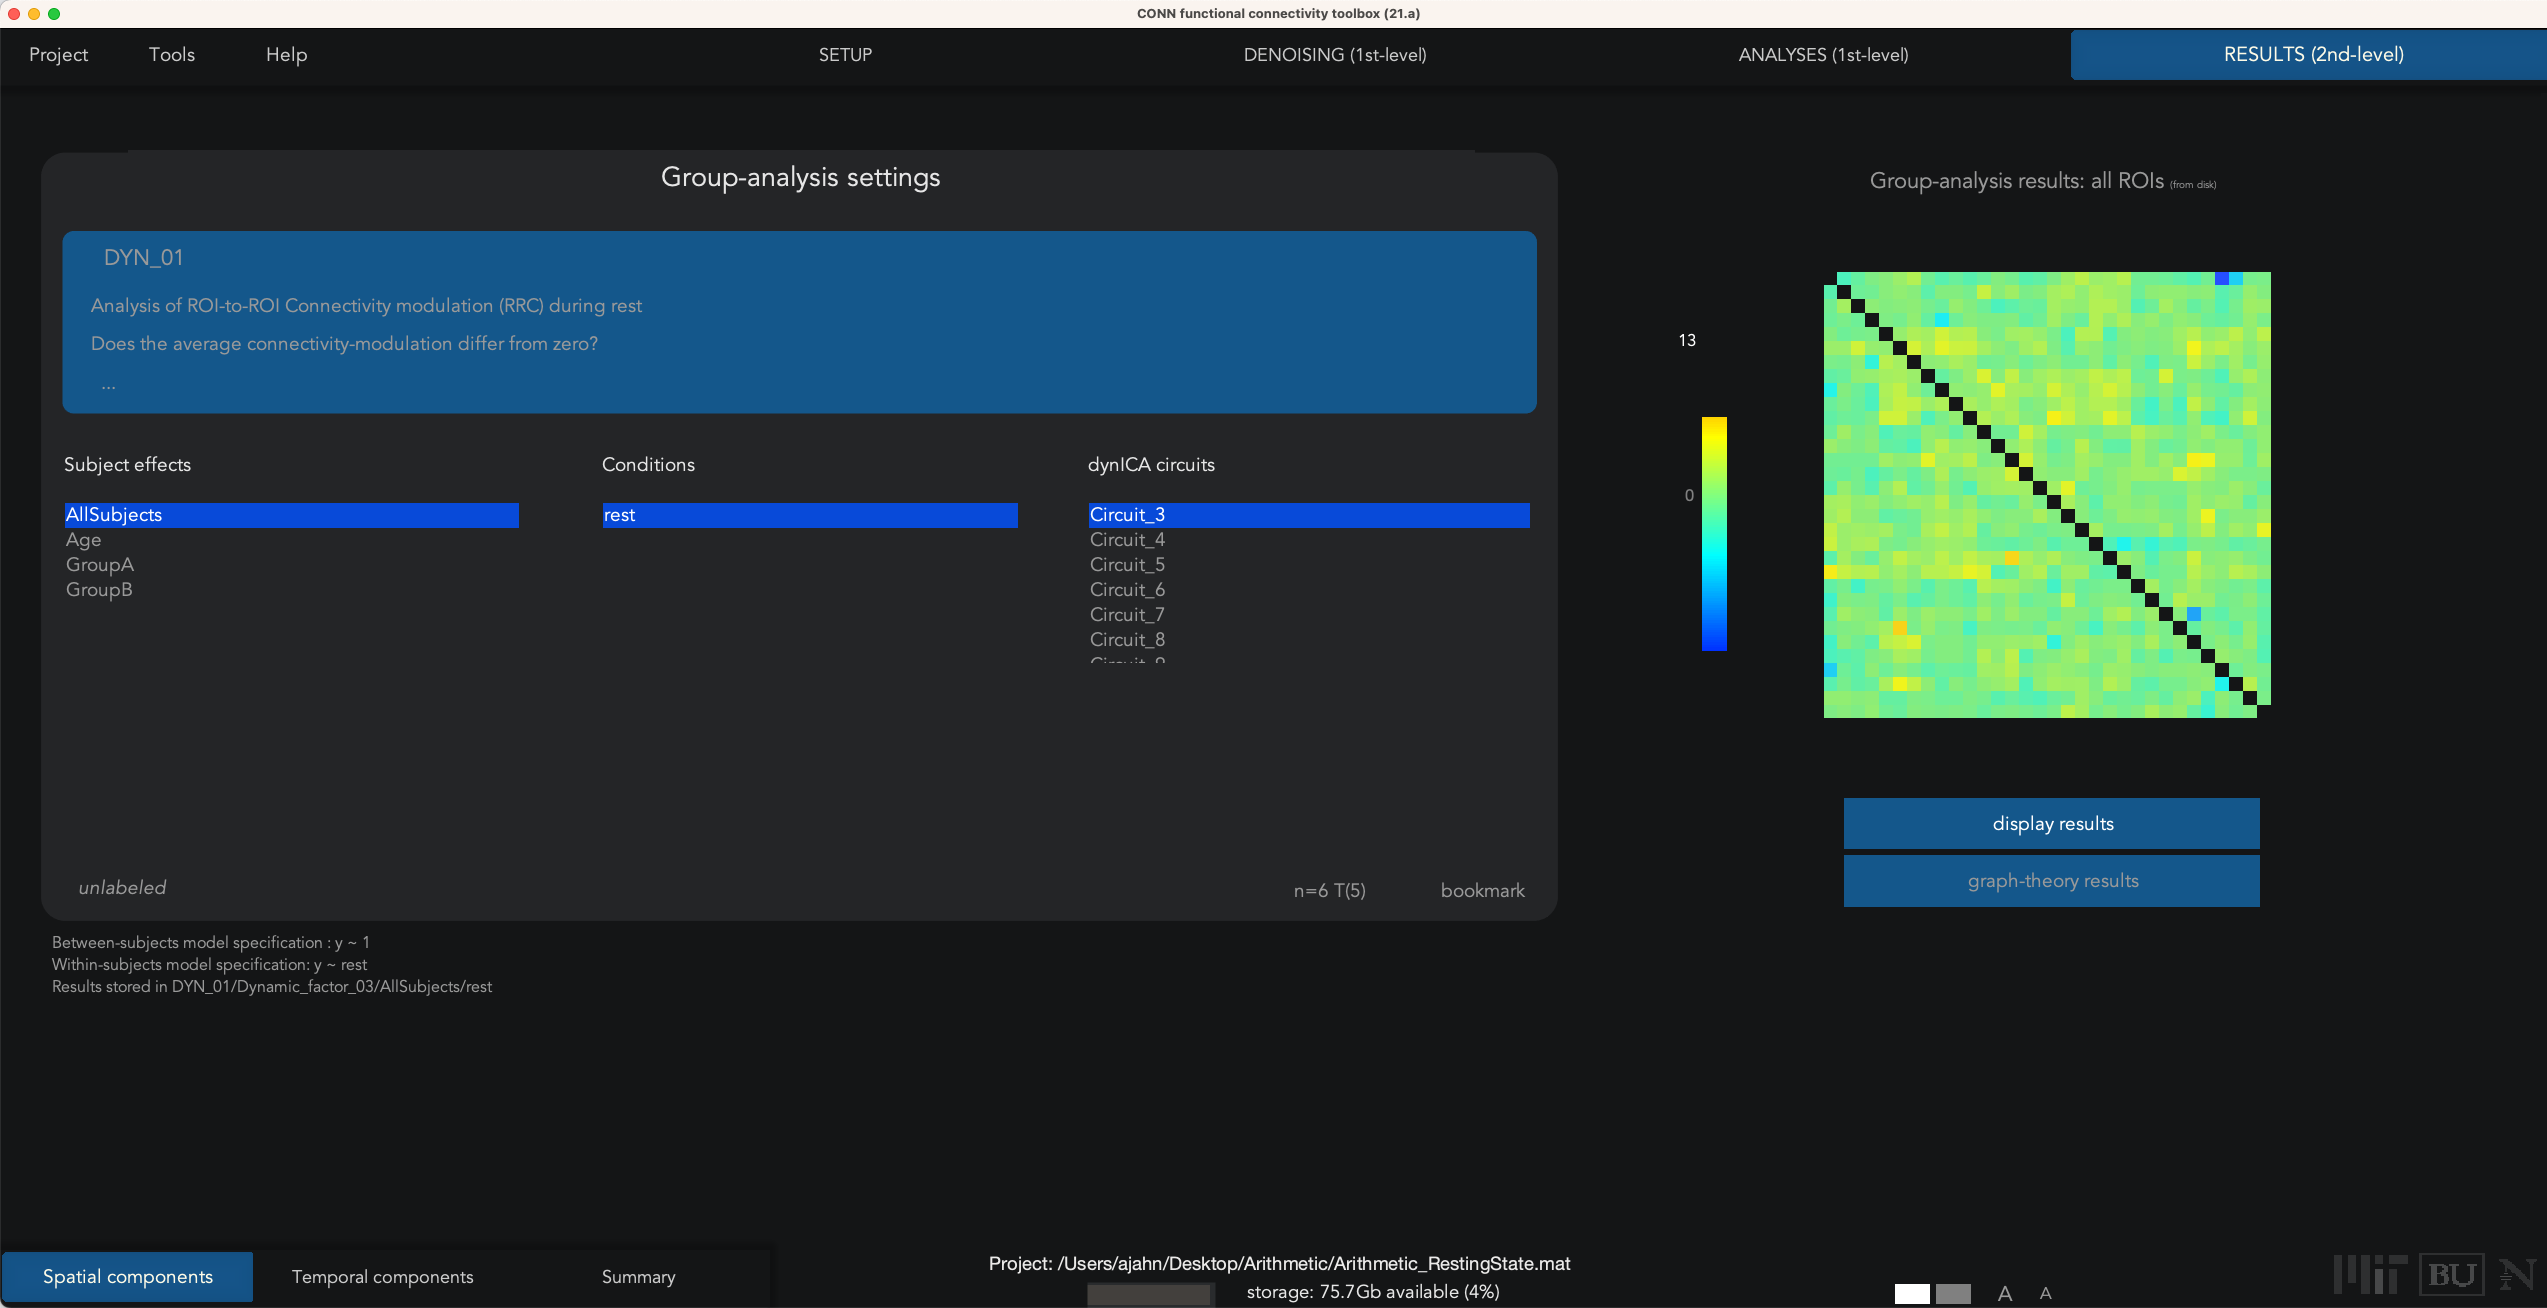 CONN functional connectivity toolbox (21.a)
Project Tools Help SETUP DENOISING (1st-level) ANALYSES (1st-level) RESULTS (2nd-level)
Group-analysis settings
Group-analysis results: all ROIs (from disk)
DYN_01
Analysis of ROI-to-ROI Connectivity modulation (RRC) during rest
Does the average connectivity-modulation differ from zero?
...
13
0
Subject effects
AllSubjects
Age
GroupA
GroupB
Conditions
rest
dynICA circuits
Circuit_3
Circuit_4
Circuit_5
Circuit_6
Circuit_7
Circuit_8
Circuit_9
display results
graph-theory results
unlabeled
n=6 T(5)
bookmark
Between-subjects model specification : y ~ 1
Within-subjects model specification: y ~ rest
Results stored in DYN_01/Dynamic_factor_03/AllSubjects/rest
Spatial components Temporal components Summary
Project: /Users/ajahn/Desktop/Arithmetic/Arithmetic_RestingState.mat
storage: 75.7Gb available (4%)
A A
MIT BU N